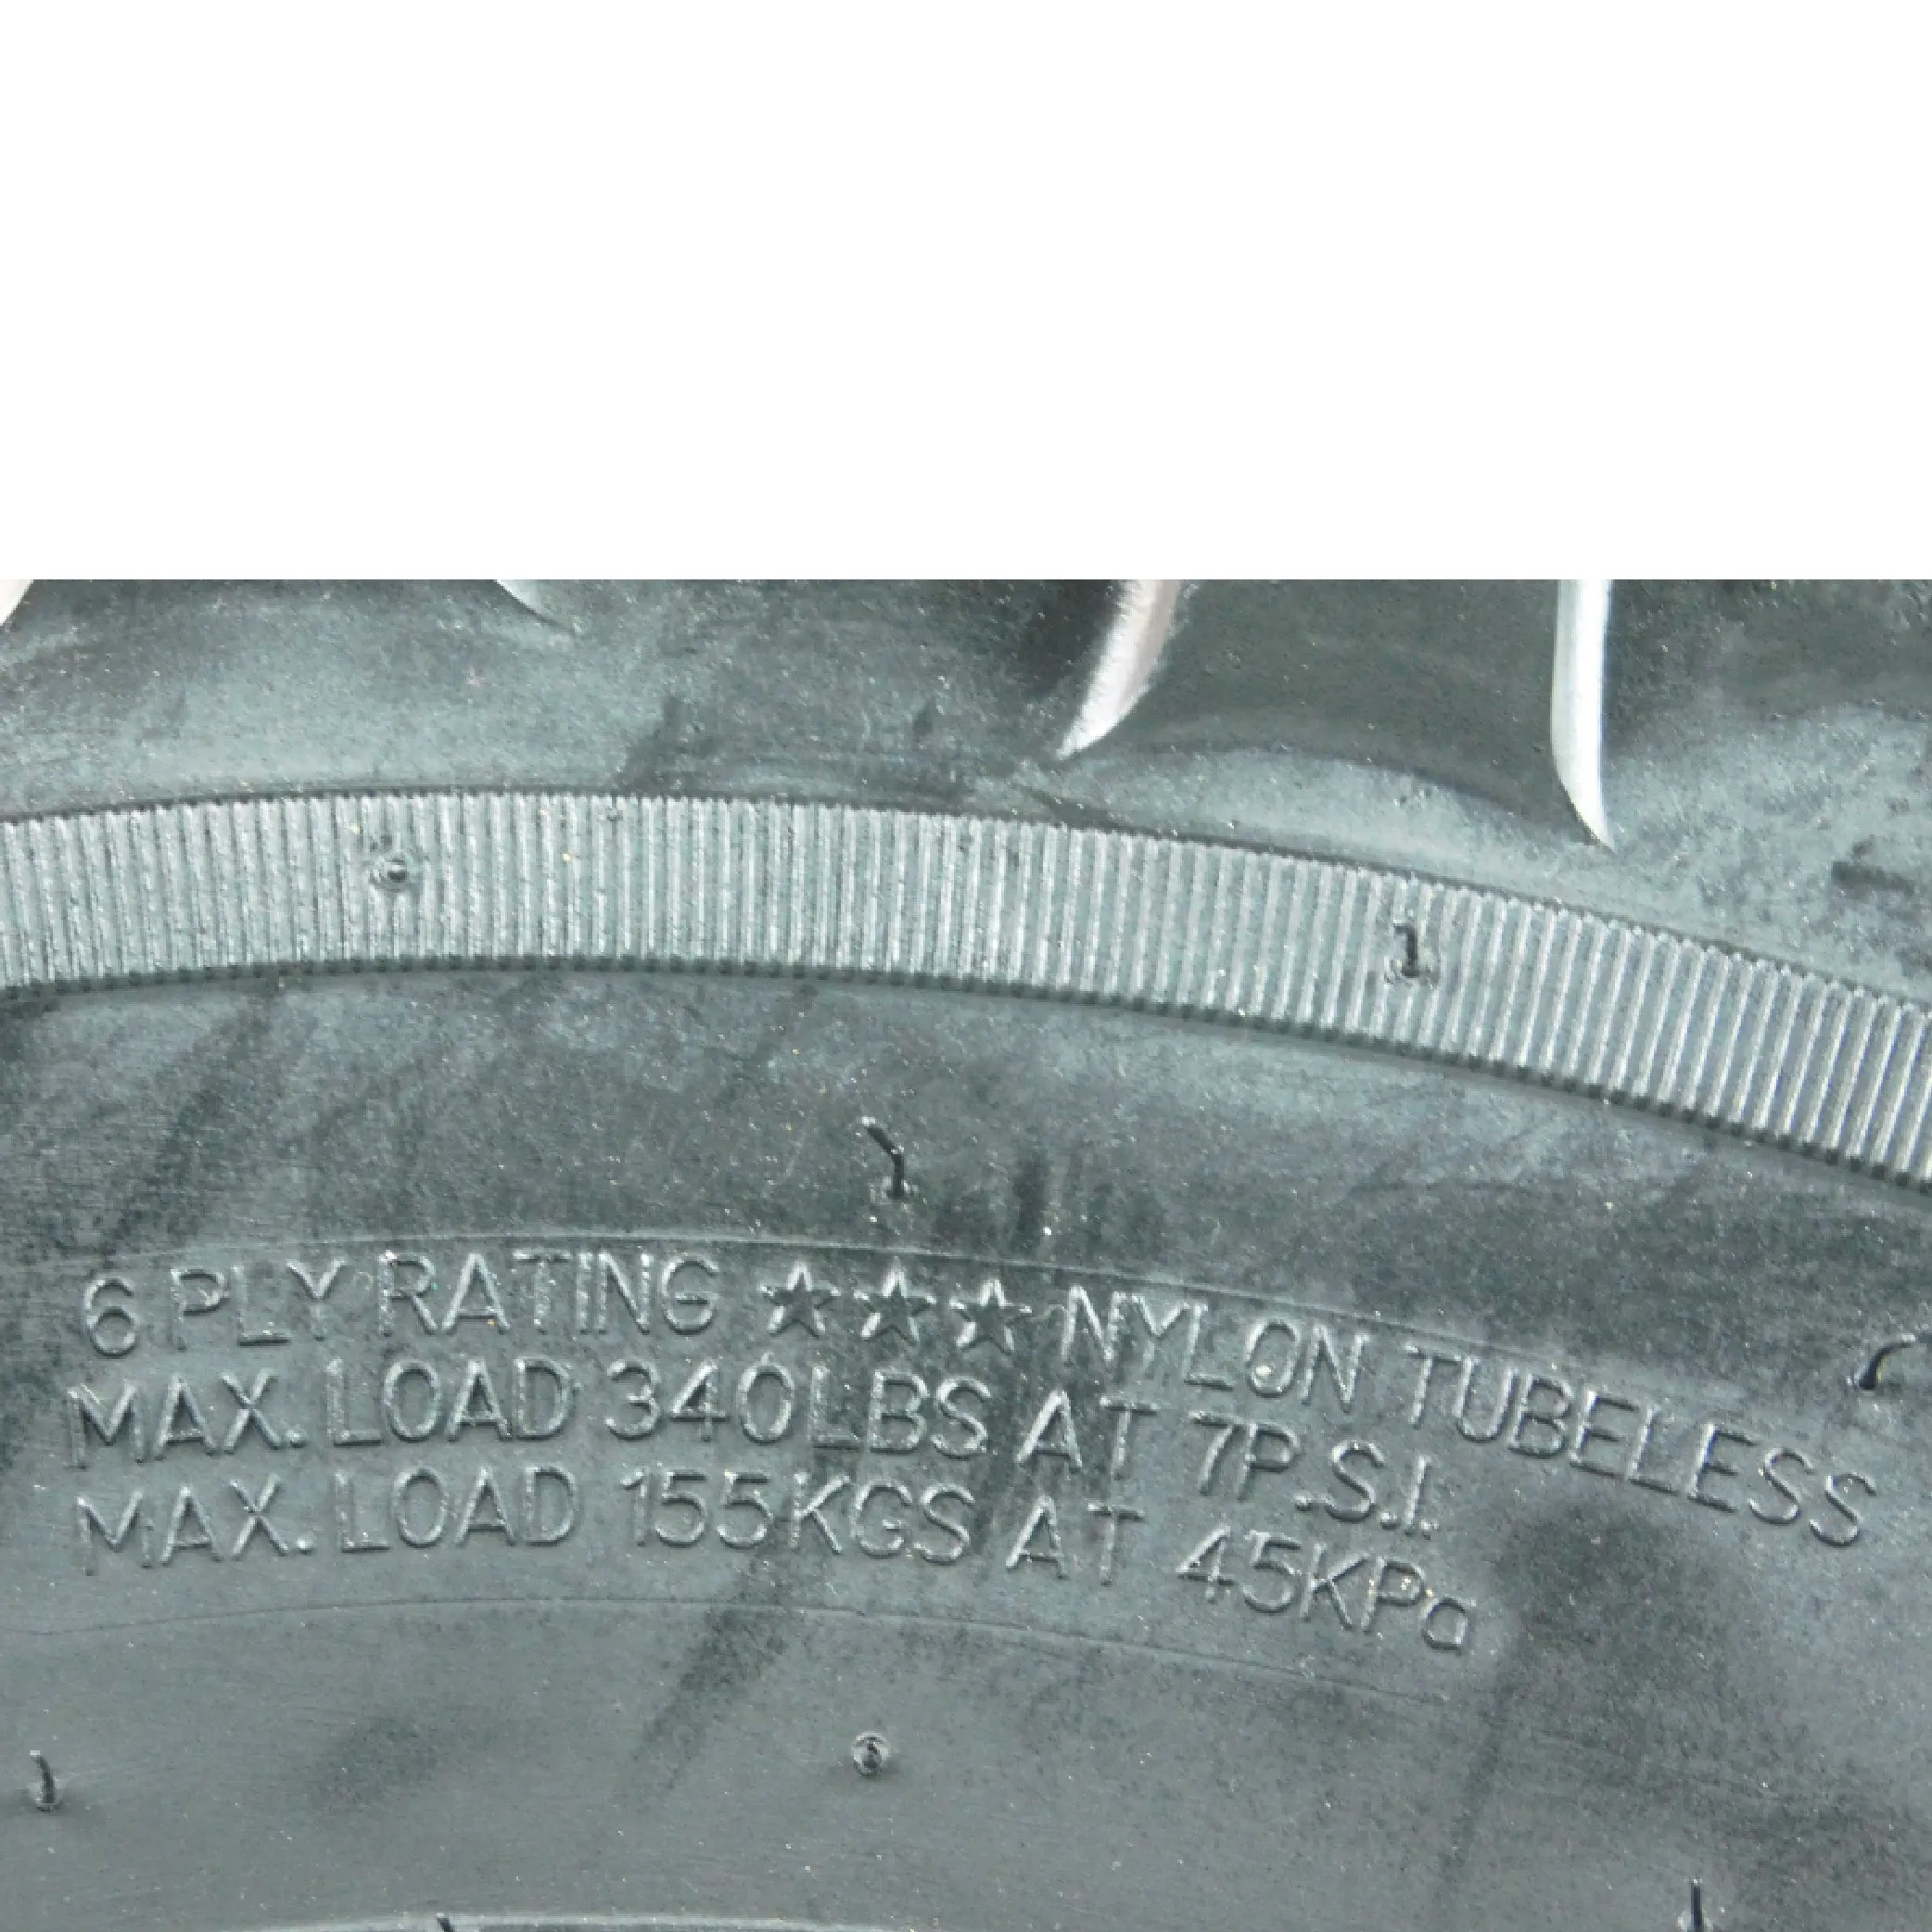 6 PLY RATING ★★★ NYLON TUBELESS
MAX. LOAD 340LBS AT 7P.S.I.
MAX. LOAD 155KGS AT 45KPa